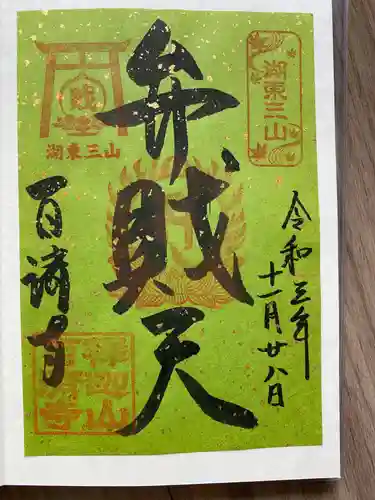 湖東三山
令和三年
十一月廿八日
弁財天
湖東三山
百済寺